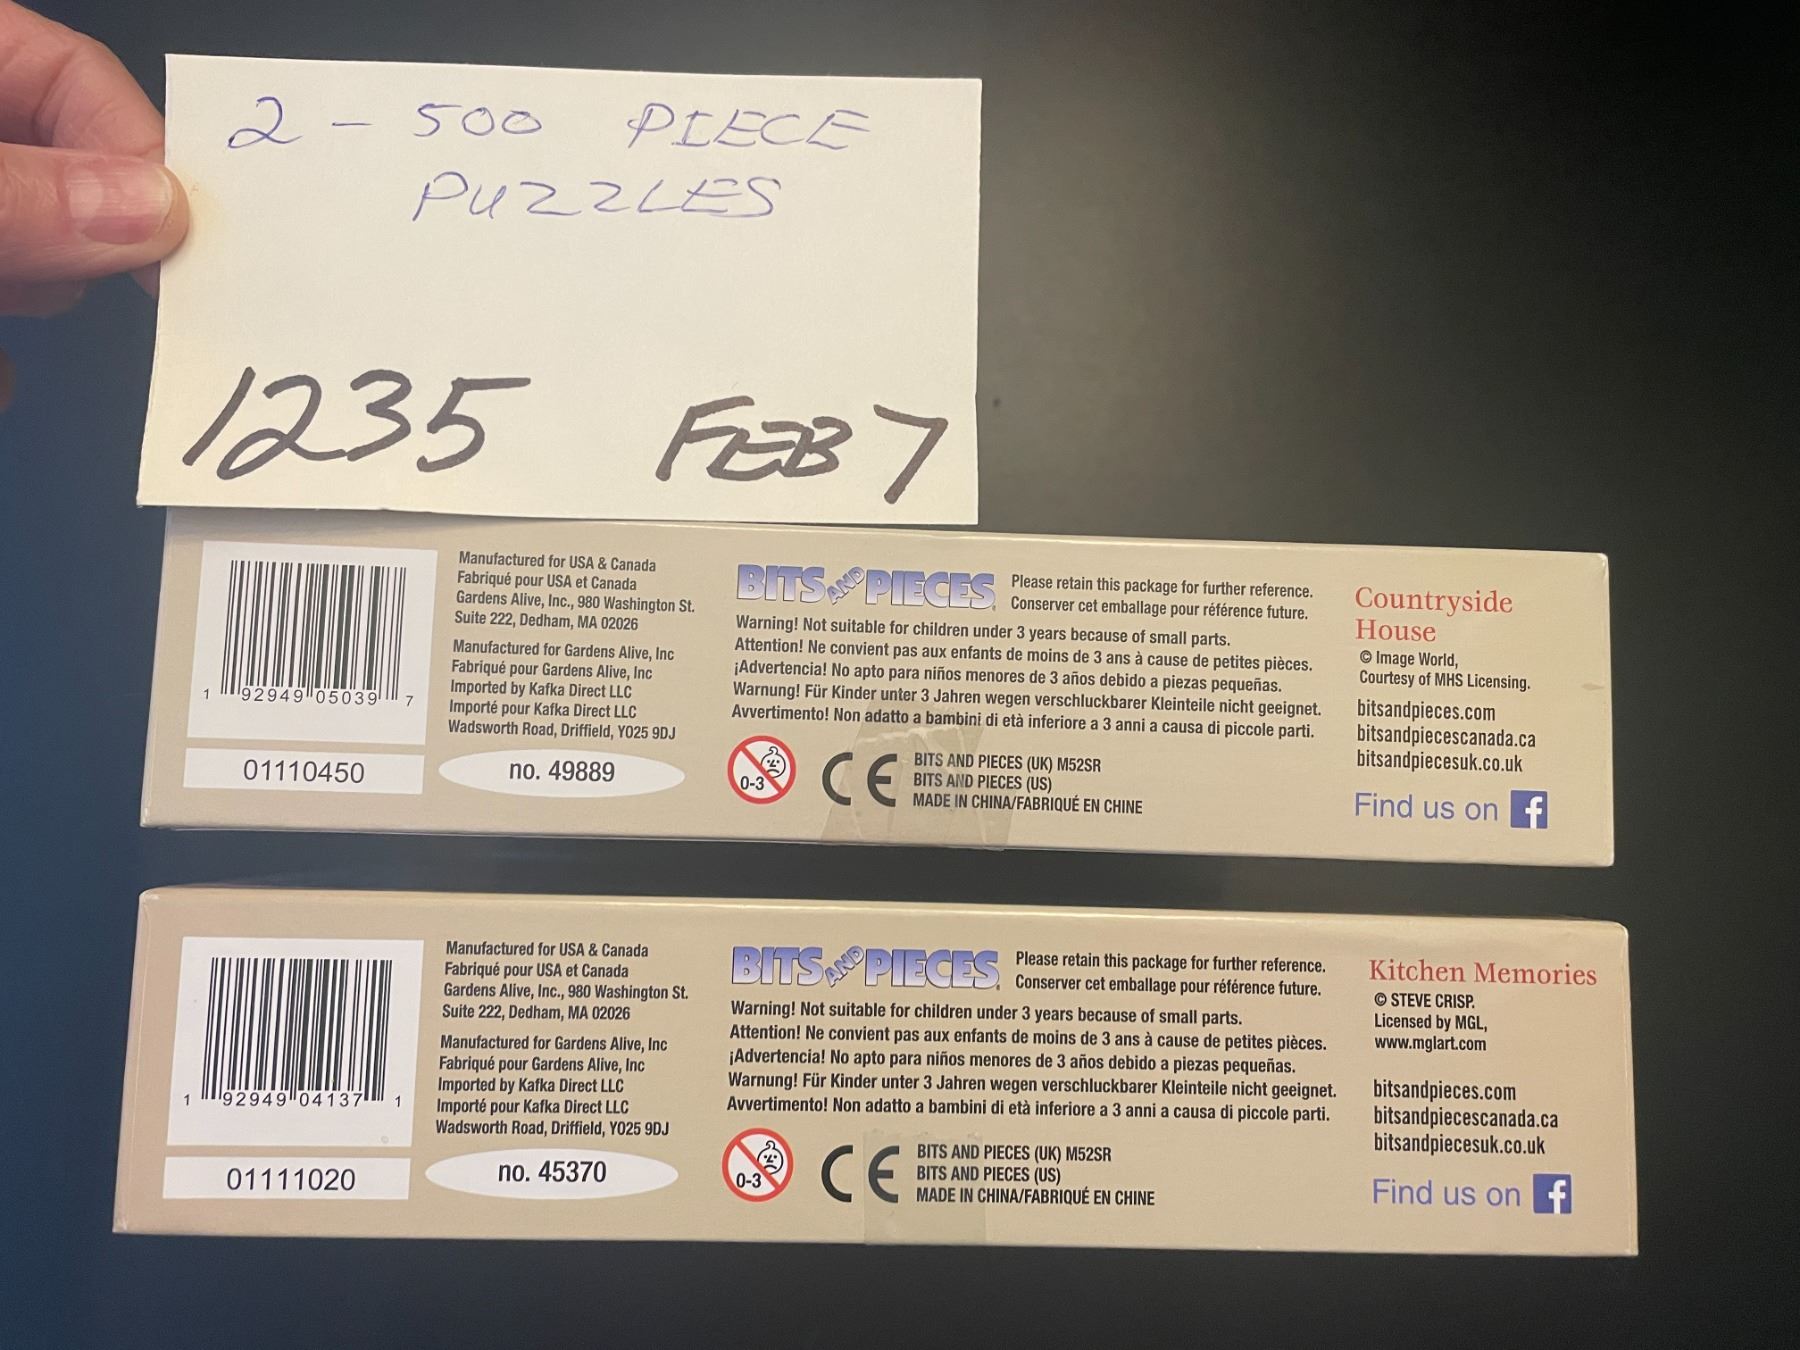 2 - 500 PIECE
PUZZLES
1235 FEB 7
Manufactured for USA & Canada
Fabriqué pour USA et Canada
Gardens Alive, Inc., 980 Washington St.
Suite 222, Dedham, MA 02026
Manufactured for Gardens Alive, Inc
Fabriqué pour Gardens Alive, Inc
Imported by Kafka Direct LLC
Importé pour Kafka Direct LLC
Wadsworth Road, Driffield, YO25 9DJ
1 92949 05039 7
01110450
no. 49889
BITS AND PIECES
Please retain this package for further reference.
Conserver cet emballage pour référence future.
Warning! Not suitable for children under 3 years because of small parts.
Attention! Ne convient pas aux enfants de moins de 3 ans à cause de petites pièces.
¡Advertencia! No apto para niños menores de 3 años debido a piezas pequeñas.
Warnung! Für Kinder unter 3 Jahren wegen verschluckbarer Kleinteile nicht geeignet.
Avvertimento! Non adatto a bambini di età inferiore a 3 anni a causa di piccole parti.
0-3
CE
BITS AND PIECES (UK) M52SR
BITS AND PIECES (US)
MADE IN CHINA/FABRIQUÉ EN CHINE
Countryside
House
© Image World,
Courtesy of MHS Licensing.
bitsandpieces.com
bitsandpiecescanada.ca
bitsandpiecesuk.co.uk
Find us on f
Manufactured for USA & Canada
Fabriqué pour USA et Canada
Gardens Alive, Inc., 980 Washington St.
Suite 222, Dedham, MA 02026
Manufactured for Gardens Alive, Inc
Fabriqué pour Gardens Alive, Inc
Imported by Kafka Direct LLC
Importé pour Kafka Direct LLC
Wadsworth Road, Driffield, YO25 9DJ
1 92949 04137 1
01111020
no. 45370
BITS AND PIECES
Please retain this package for further reference.
Conserver cet emballage pour référence future.
Warning! Not suitable for children under 3 years because of small parts.
Attention! Ne convient pas aux enfants de moins de 3 ans à cause de petites pièces.
¡Advertencia! No apto para niños menores de 3 años debido a piezas pequeñas.
Warnung! Für Kinder unter 3 Jahren wegen verschluckbarer Kleinteile nicht geeignet.
Avvertimento! Non adatto a bambini di età inferiore a 3 anni a causa di piccole parti.
0-3
CE
BITS AND PIECES (UK) M52SR
BITS AND PIECES (US)
MADE IN CHINA/FABRIQUÉ EN CHINE
Kitchen Memories
© STEVE CRISP.
Licensed by MGL,
www.mglart.com
bitsandpieces.com
bitsandpiecescanada.ca
bitsandpiecesuk.co.uk
Find us on f